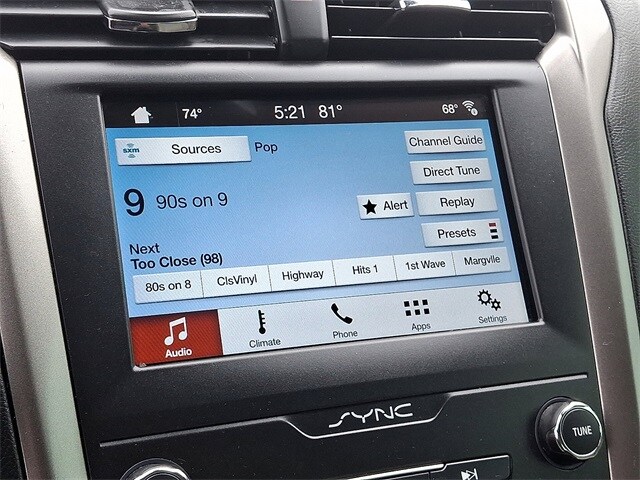 74° 5:21 81° 68°
sxm Sources Pop Channel Guide
Direct Tune
9 90s on 9 Alert Replay
Presets
Next
Too Close (98)
80s on 8 ClsVinyl Highway Hits 1 1st Wave Margvlle
Audio Climate Phone Apps Settings
SYNC
TUNE